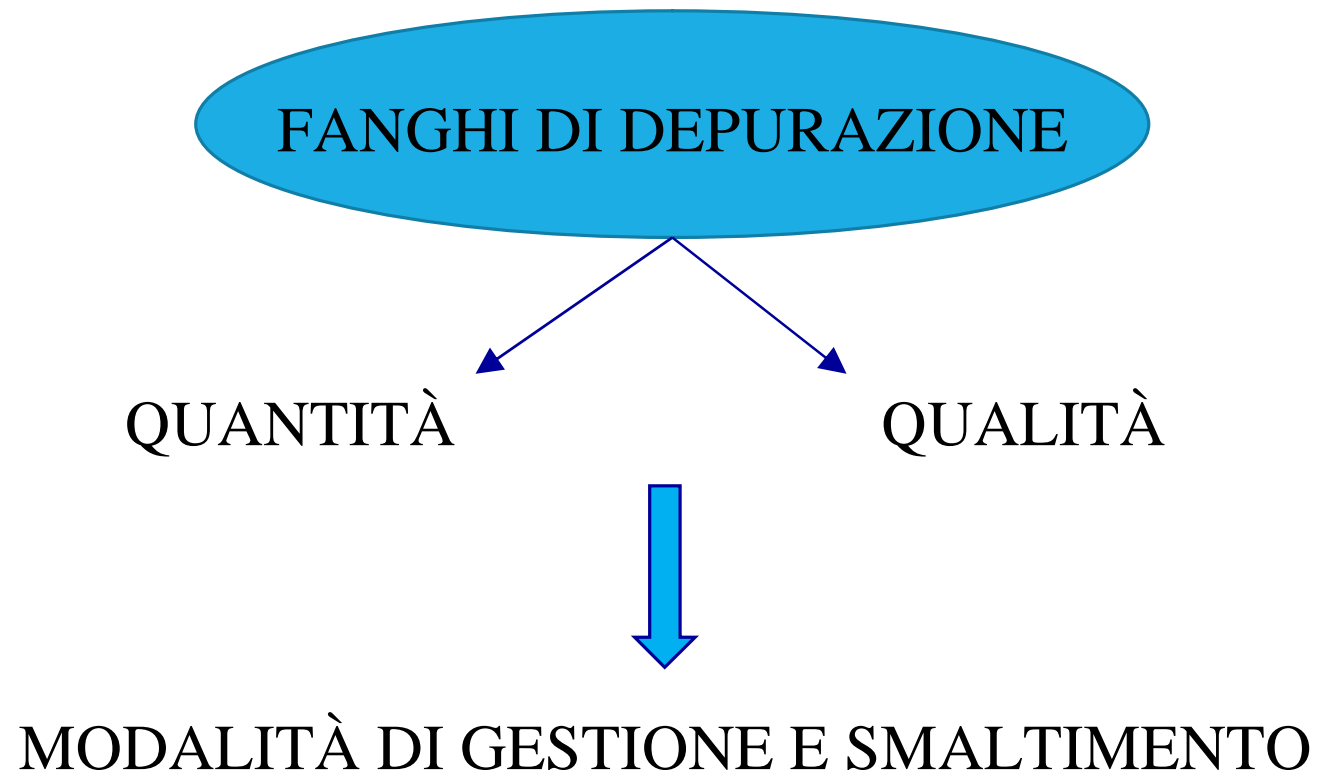 FANGHI DI DEPURAZIONE
QUANTITÀ
QUALITÀ
MODALITÀ DI GESTIONE E SMALTIMENTO